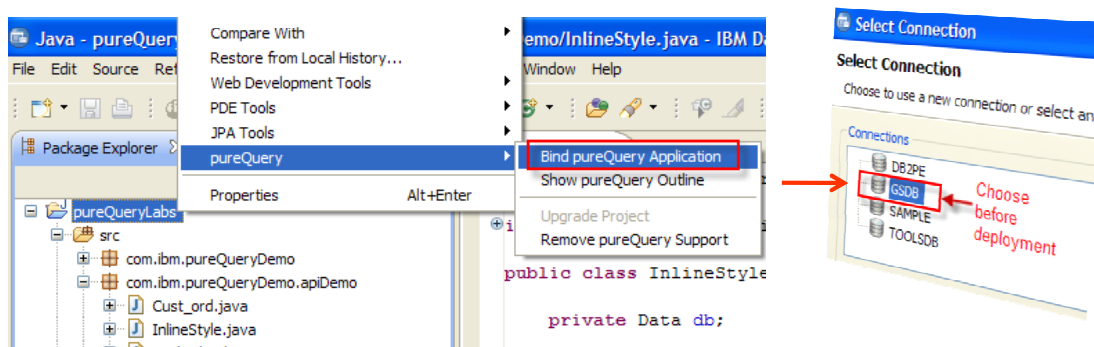 Java - pureQuery
File Edit Source Ref
Package Explorer
pureQueryLabs
src
com.ibm.pureQueryDemo
com.ibm.pureQueryDemo.apiDemo
Cust_ord.java
InlineStyle.java
Compare With
Restore from Local History...
Web Development Tools
PDE Tools
JPA Tools
pureQuery
Properties Alt+Enter
emo/InlineStyle.java - IBM Da
Window Help
Bind pureQuery Application
Show pureQuery Outline
Upgrade Project
Remove pureQuery Support
public class InlineStyle
private Data db;
Select Connection
Select Connection
Choose to use a new connection or select an
Connections
DB2PE
GSDB
SAMPLE
TOOLSDB
Choose
before
deployment